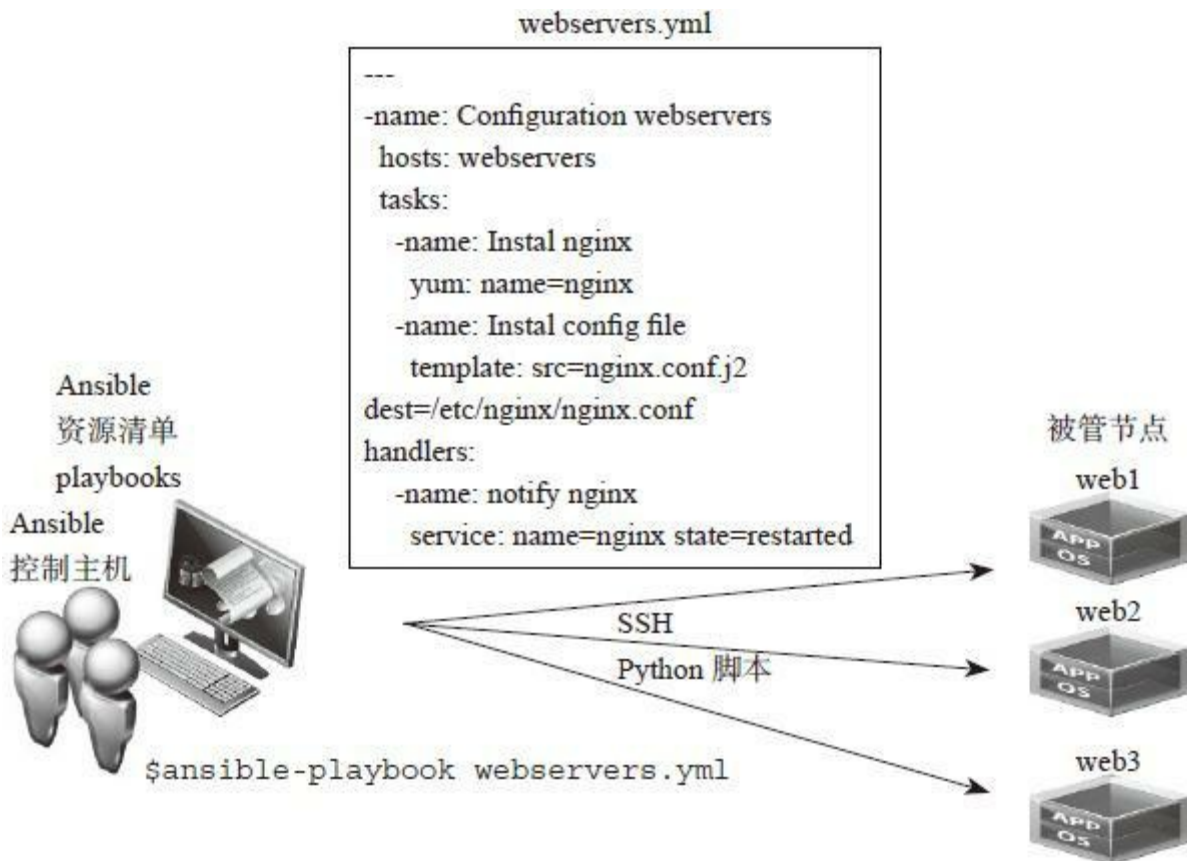 webservers.yml
---
-name: Configuration webservers
hosts: webservers
tasks:
-name: Instal nginx
yum: name=nginx
-name: Instal config file
template: src=nginx.conf.j2
dest=/etc/nginx/nginx.conf
handlers:
-name: notify nginx
service: name=nginx state=restarted
Ansible
资源清单
playbooks
Ansible
控制主机
$ansible-playbook webservers.yml
SSH
Python 脚本
被管节点
web1
APP
OS
web2
APP
OS
web3
APP
OS